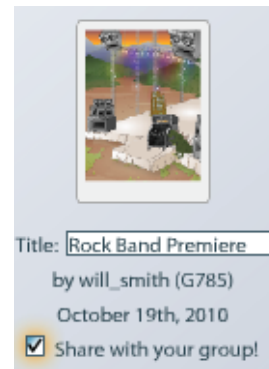 Title: Rock Band Premiere
by will_smith (G785)
October 19th, 2010
Share with your group!